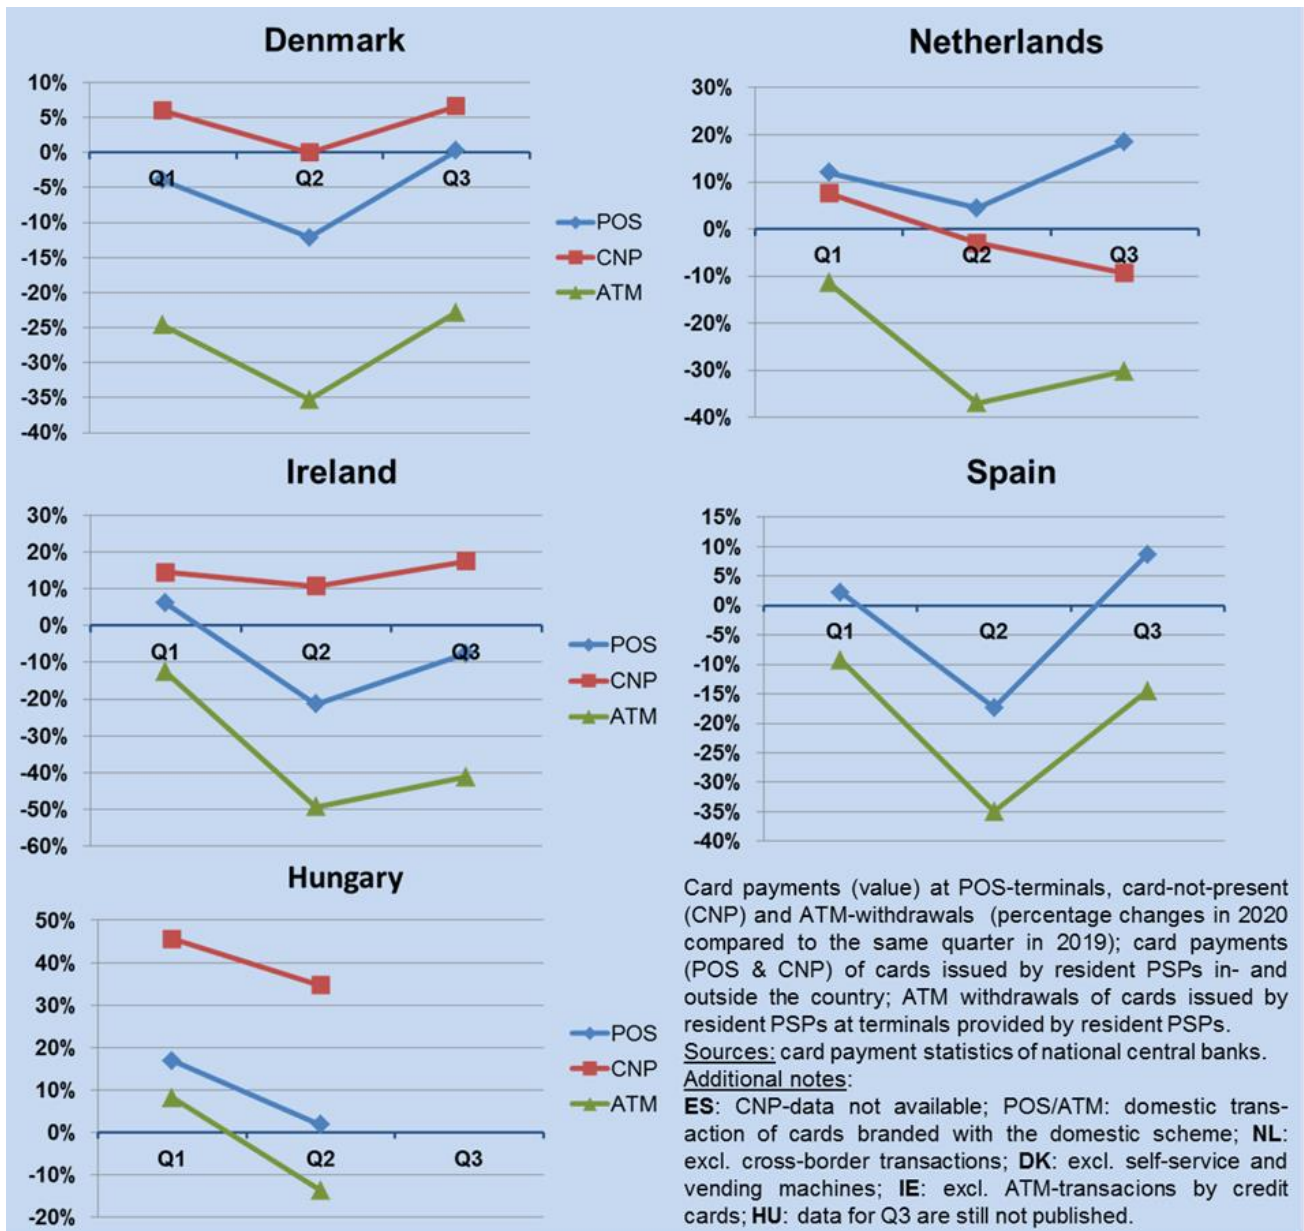 Denmark
10%
5%
0%
-5%
-10%
-15%
-20%
-25%
-30%
-35%
-40%
Q1
Q2
Q3
POS
CNP
ATM
Netherlands
30%
20%
10%
0%
-10%
-20%
-30%
-40%
Q1
Q2
Q3
Ireland
30%
20%
10%
0%
-10%
-20%
-30%
-40%
-50%
-60%
Q1
Q2
Q3
POS
CNP
ATM
Spain
15%
10%
5%
0%
-5%
-10%
-15%
-20%
-25%
-30%
-35%
-40%
Q1
Q2
Q3
Hungary
50%
40%
30%
20%
10%
0%
-10%
-20%
Q1
Q2
Q3
POS
CNP
ATM
Card payments (value) at POS-terminals, card-not-present
(CNP) and ATM-withdrawals (percentage changes in 2020
compared to the same quarter in 2019); card payments
(POS & CNP) of cards issued by resident PSPs in- and
outside the country; ATM withdrawals of cards issued by
resident PSPs at terminals provided by resident PSPs.
Sources: card payment statistics of national central banks.
Additional notes:
ES: CNP-data not available; POS/ATM: domestic trans-
action of cards branded with the domestic scheme; NL:
excl. cross-border transactions; DK: excl. self-service and
vending machines; IE: excl. ATM-transacions by credit
cards; HU: data for Q3 are still not published.